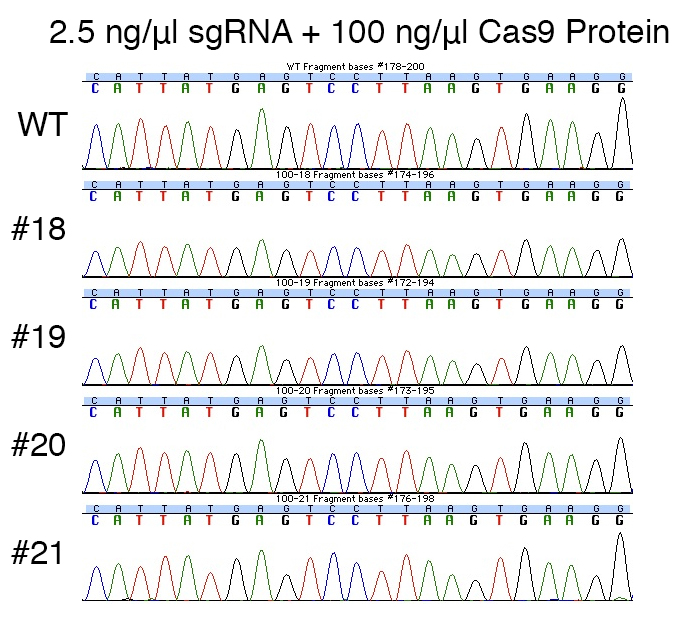 2.5 ng/µl sgRNA + 100 ng/µl Cas9 Protein
WT Fragment bases #178-200
C A T T A T G A G T C C T T A A G T G A A G G
C A T T A T G A G T C C T T A A G T G A A G G
WT
100-18 Fragment bases #174-196
C A T T A T G A G T C C T T A A G T G A A G G
C A T T A T G A G T C C T T A A G T G A A G G
#18
100-19 Fragment bases #172-194
C A T T A T G A G T C C T T A A G T G A A G G
C A T T A T G A G T C C T T A A G T G A A G G
#19
100-20 Fragment bases #173-195
C A T T A T G A G T C C T T A A G T G A A G G
C A T T A T G A G T C C T T A A G T G A A G G
#20
100-21 Fragment bases #176-198
C A T T A T G A G T C C T T A A G T G A A G G
C A T T A T G A G T C C T T A A G T G A A G G
#21